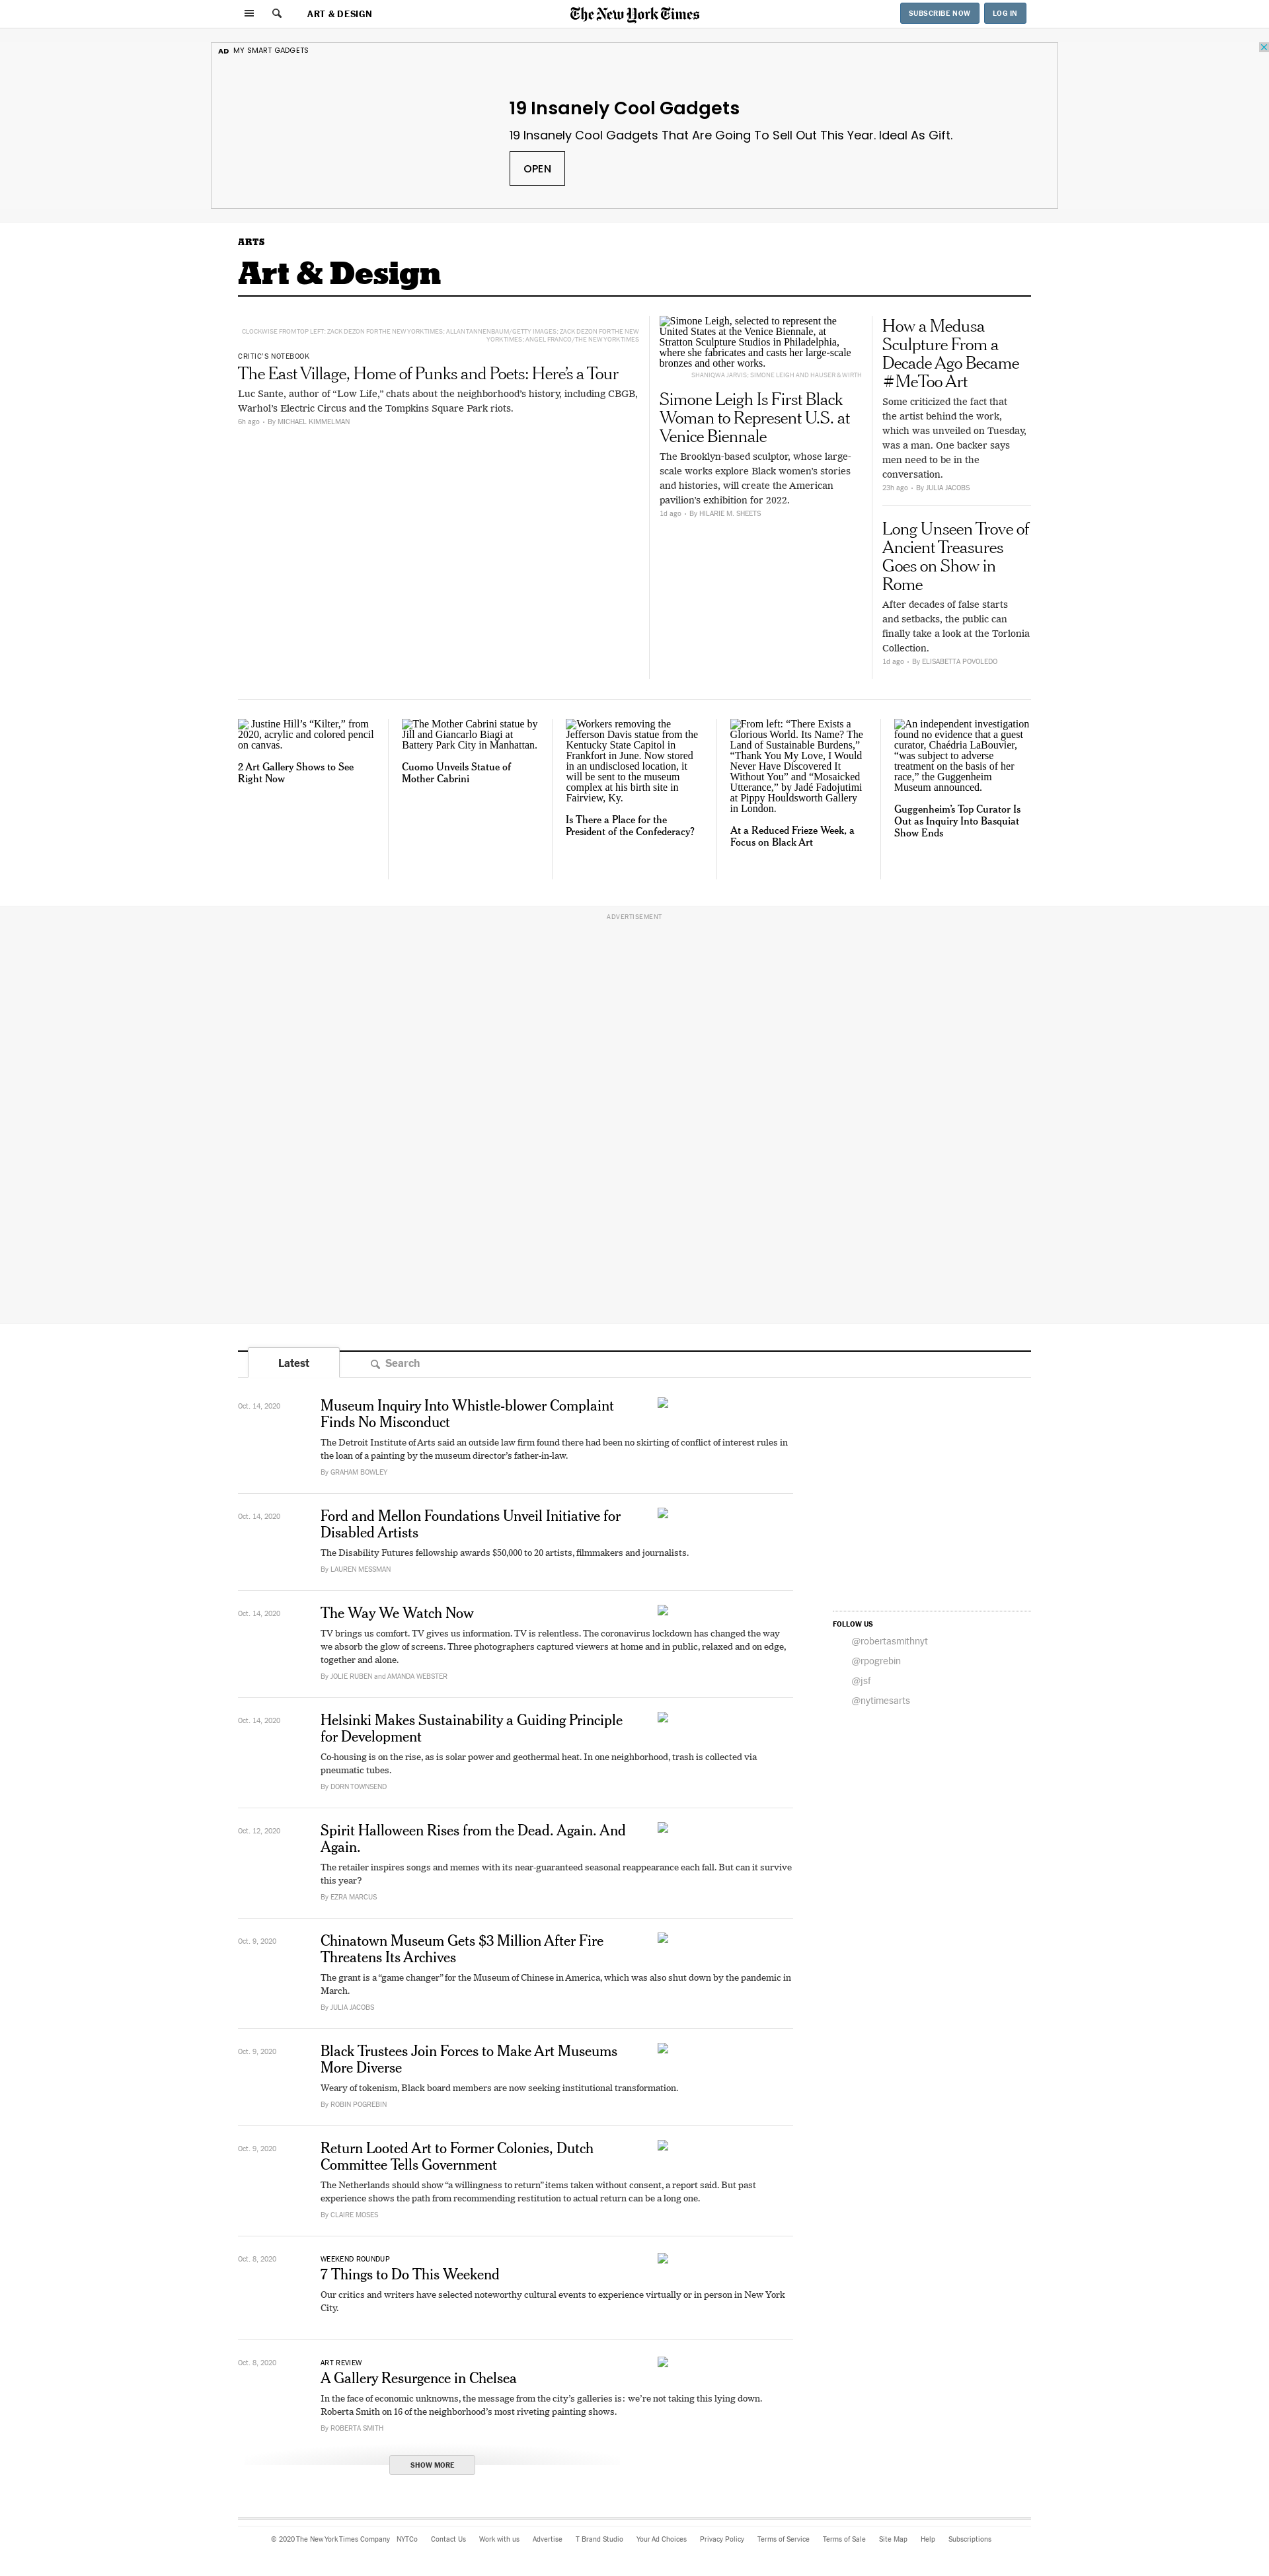 ART & DESIGN
The New York Times
SUBSCRIBE NOW
LOG IN
AD MY SMART GADGETS
19 Insanely Cool Gadgets
19 Insanely Cool Gadgets That Are Going To Sell Out This Year. Ideal As Gift.
OPEN
ARTS
Art & Design
CLOCKWISE FROM TOP LEFT: ZACK DEZON FOR THE NEW YORK TIMES; ALLAN TANNENBAUM/GETTY IMAGES; ZACK DEZON FOR THE NEW
YORK TIMES; ANGEL FRANCO/THE NEW YORK TIMES
CRITIC'S NOTEBOOK
The East Village, Home of Punks and Poets: Here’s a Tour
Luc Sante, author of “Low Life,” chats about the neighborhood’s history, including CBGB,
Warhol’s Electric Circus and the Tompkins Square Park riots.
6h ago • By MICHAEL KIMMELMAN
Simone Leigh, selected to represent the
United States at the Venice Biennale, at
Stratton Sculpture Studios in Philadelphia,
where she fabricates and casts her large-scale
bronzes and other works.
SHANIQWA JARVIS; SIMONE LEIGH AND HAUSER & WIRTH
Simone Leigh Is First Black
Woman to Represent U.S. at
Venice Biennale
The Brooklyn-based sculptor, whose large-
scale works explore Black women’s stories
and histories, will create the American
pavilion’s exhibition for 2022.
1d ago • By HILARIE M. SHEETS
How a Medusa
Sculpture From a
Decade Ago Became
#MeToo Art
Some criticized the fact that
the artist behind the work,
which was unveiled on Tuesday,
was a man. One backer says
men need to be in the
conversation.
23h ago • By JULIA JACOBS
Long Unseen Trove of
Ancient Treasures
Goes on Show in
Rome
After decades of false starts
and setbacks, the public can
finally take a look at the Torlonia
Collection.
1d ago • By ELISABETTA POVOLEDO
Justine Hill’s “Kilter,” from
2020, acrylic and colored pencil
on canvas.
2 Art Gallery Shows to See
Right Now
The Mother Cabrini statue by
Jill and Giancarlo Biagi at
Battery Park City in Manhattan.
Cuomo Unveils Statue of
Mother Cabrini
Workers removing the
Jefferson Davis statue from the
Kentucky State Capitol in
Frankfort in June. Now stored
in an undisclosed location, it
will be sent to the museum
complex at his birth site in
Fairview, Ky.
Is There a Place for the
President of the Confederacy?
From left: “There Exists a
Glorious World. Its Name? The
Land of Sustainable Burdens,”
“Thank You My Love, I Would
Never Have Discovered It
Without You” and “Mosaicked
Utterance,” by Jadé Fadojutimi
at Pippy Houldsworth Gallery
in London.
At a Reduced Frieze Week, a
Focus on Black Art
An independent investigation
found no evidence that a guest
curator, Chaédria LaBouvier,
“was subject to adverse
treatment on the basis of her
race,” the Guggenheim
Museum announced.
Guggenheim’s Top Curator Is
Out as Inquiry Into Basquiat
Show Ends
ADVERTISEMENT
Latest
Search
Oct. 14, 2020
Museum Inquiry Into Whistle-blower Complaint
Finds No Misconduct
The Detroit Institute of Arts said an outside law firm found there had been no skirting of conflict of interest rules in
the loan of a painting by the museum director’s father-in-law.
By GRAHAM BOWLEY
Oct. 14, 2020
Ford and Mellon Foundations Unveil Initiative for
Disabled Artists
The Disability Futures fellowship awards $50,000 to 20 artists, filmmakers and journalists.
By LAUREN MESSMAN
Oct. 14, 2020
The Way We Watch Now
TV brings us comfort. TV gives us information. TV is relentless. The coronavirus lockdown has changed the way
we absorb the glow of screens. Three photographers captured viewers at home and in public, relaxed and on edge,
together and alone.
By JOLIE RUBEN and AMANDA WEBSTER
FOLLOW US
@robertasmithnyt
@rpogrebin
@jsf
@nytimesarts
Oct. 14, 2020
Helsinki Makes Sustainability a Guiding Principle
for Development
Co-housing is on the rise, as is solar power and geothermal heat. In one neighborhood, trash is collected via
pneumatic tubes.
By DORN TOWNSEND
Oct. 12, 2020
Spirit Halloween Rises from the Dead. Again. And
Again.
The retailer inspires songs and memes with its near-guaranteed seasonal reappearance each fall. But can it survive
this year?
By EZRA MARCUS
Oct. 9, 2020
Chinatown Museum Gets $3 Million After Fire
Threatens Its Archives
The grant is a “game changer” for the Museum of Chinese in America, which was also shut down by the pandemic in
March.
By JULIA JACOBS
Oct. 9, 2020
Black Trustees Join Forces to Make Art Museums
More Diverse
Weary of tokenism, Black board members are now seeking institutional transformation.
By ROBIN POGREBIN
Oct. 9, 2020
Return Looted Art to Former Colonies, Dutch
Committee Tells Government
The Netherlands should show “a willingness to return” items taken without consent, a report said. But past
experience shows the path from recommending restitution to actual return can be a long one.
By CLAIRE MOSES
Oct. 8, 2020
WEEKEND ROUNDUP
7 Things to Do This Weekend
Our critics and writers have selected noteworthy cultural events to experience virtually or in person in New York
City.
Oct. 8, 2020
ART REVIEW
A Gallery Resurgence in Chelsea
In the face of economic unknowns, the message from the city’s galleries is: we’re not taking this lying down.
Roberta Smith on 16 of the neighborhood’s most riveting painting shows.
By ROBERTA SMITH
SHOW MORE
© 2020 The New York Times Company NYTCo Contact Us Work with us Advertise T Brand Studio Your Ad Choices Privacy Policy Terms of Service Terms of Sale Site Map Help Subscriptions